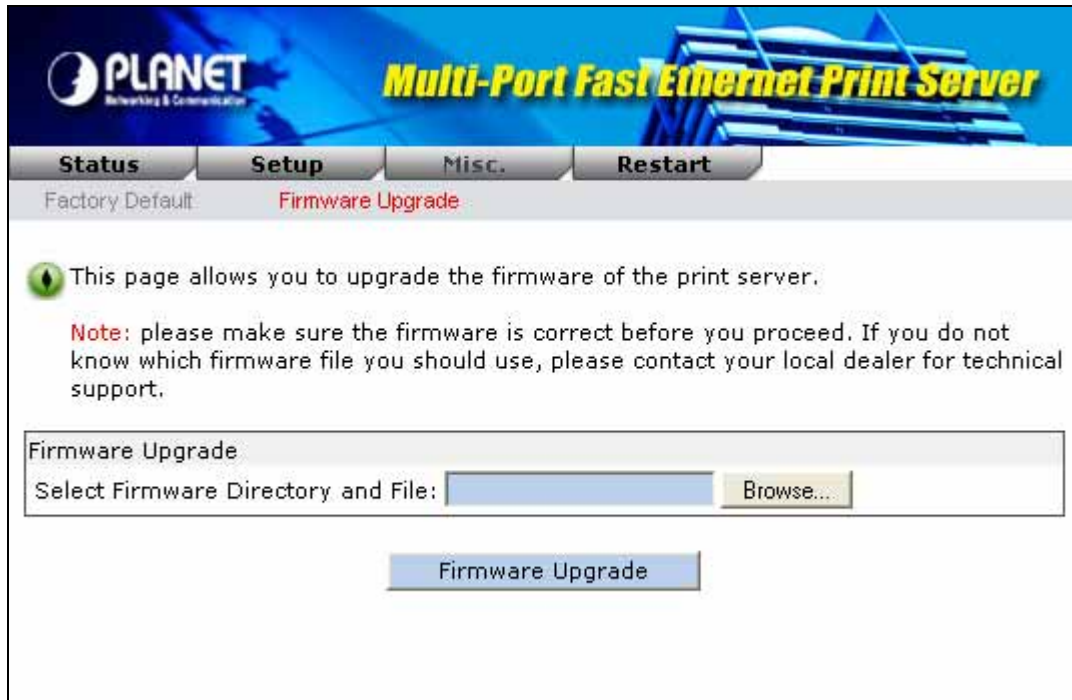 PLANET
Networking & Communication
Multi-Port Fast Ethernet Print Server
Status Setup Misc. Restart
Factory Default Firmware Upgrade
This page allows you to upgrade the firmware of the print server.
Note: please make sure the firmware is correct before you proceed. If you do not
know which firmware file you should use, please contact your local dealer for technical
support.
Firmware Upgrade
Select Firmware Directory and File: Browse...
Firmware Upgrade